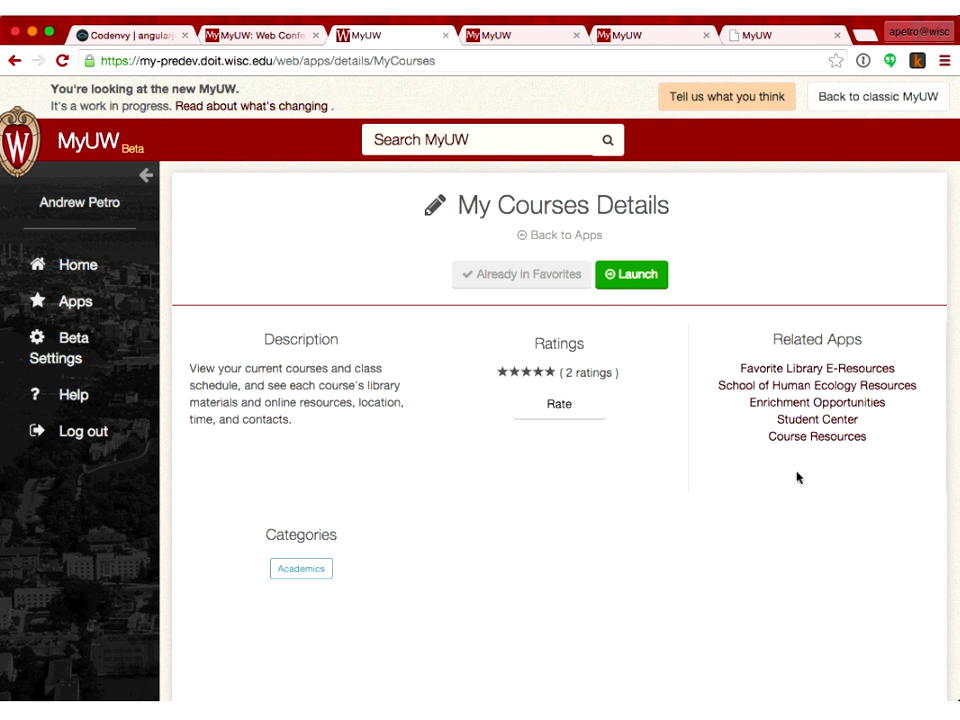 Codenvy | angularj
MyUW: Web Confe
MyUW
MyUW
MyUW
MyUW
apetro@wisc
https://my-predev.doit.wisc.edu/web/apps/details/MyCourses
You're looking at the new MyUW.
It's a work in progress. Read about what's changing .
Tell us what you think
Back to classic MyUW
W
MyUW Beta
Search MyUW
Andrew Petro
Home
Apps
Beta
Settings
? Help
Log out
My Courses Details
Back to Apps
Already in Favorites
Launch
Description
View your current courses and class
schedule, and see each course's library
materials and online resources, location,
time, and contacts.
Ratings
★★★★★ ( 2 ratings )
Rate
Related Apps
Favorite Library E-Resources
School of Human Ecology Resources
Enrichment Opportunities
Student Center
Course Resources
Categories
Academics